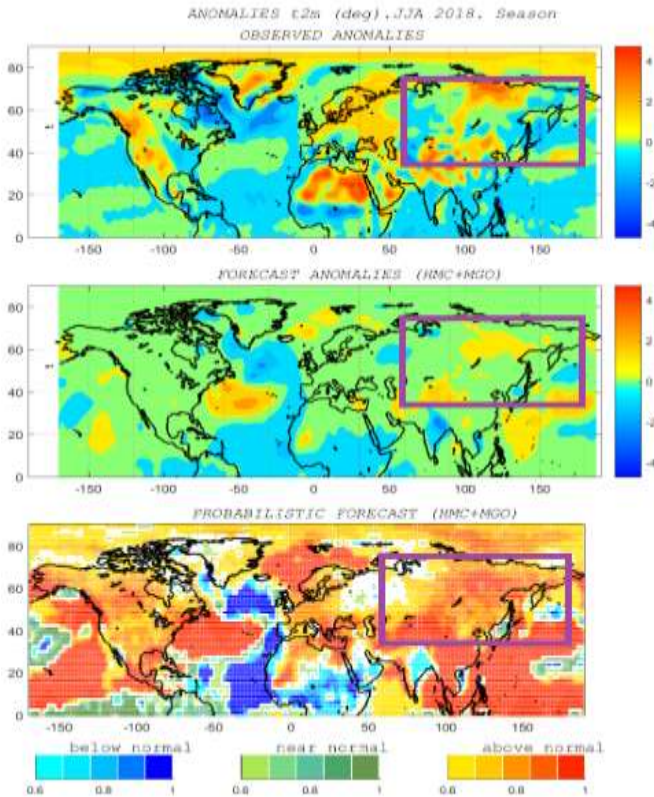 ANOMALIES t2m (deg).JJA 2018. Season
OBSERVED ANOMALIES
80
60
40
20
0
-150 -100 -50 0 50 100 150
4
2
0
-2
-4
FORECAST ANOMALIES (HMC+MGO)
80
60
40
20
0
-150 -100 -50 0 50 100 150
4
2
0
-2
-4
PROBABILISTIC FORECAST (HMC+MGO)
80
60
40
20
0
-150 -100 -50 0 50 100 150
below normal near normal above normal
0.6 0.8 1 0.6 0.8 1 0.6 0.8 1